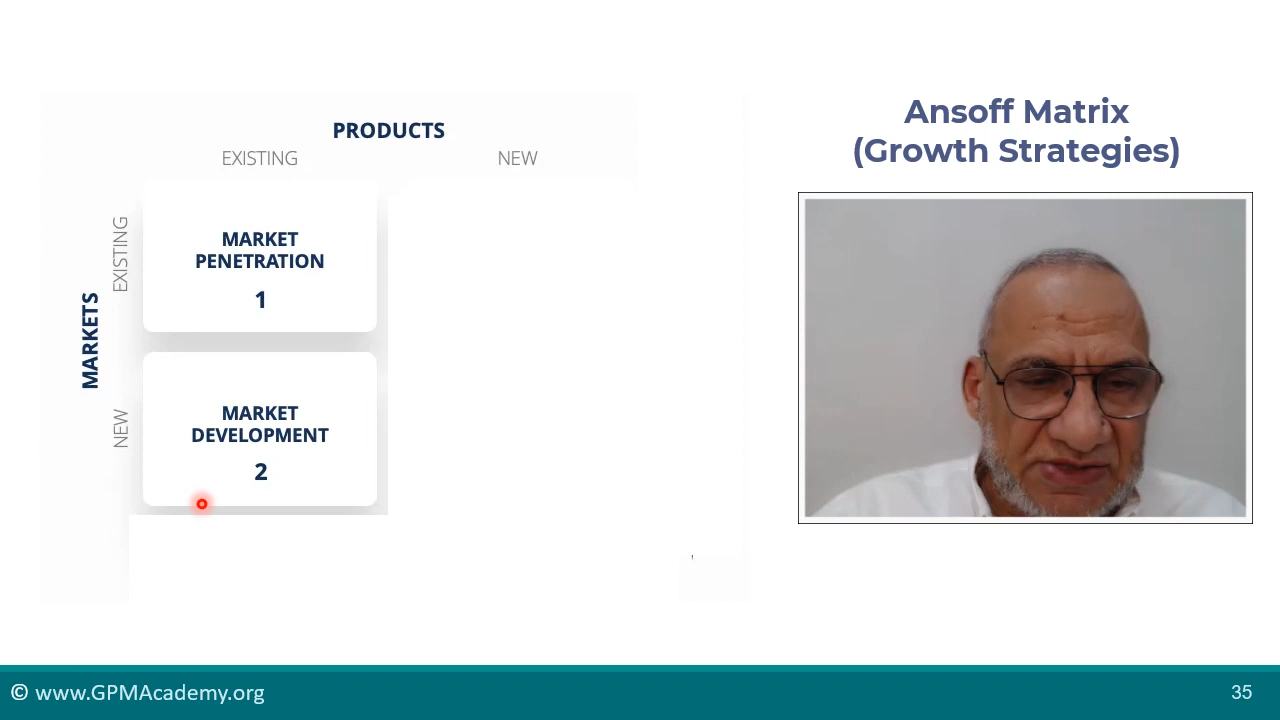 Ansoff Matrix
(Growth Strategies)
PRODUCTS
EXISTING
NEW
MARKETS
EXISTING
NEW
MARKET
PENETRATION
1
MARKET
DEVELOPMENT
2
© www.GPMAcademy.org
35